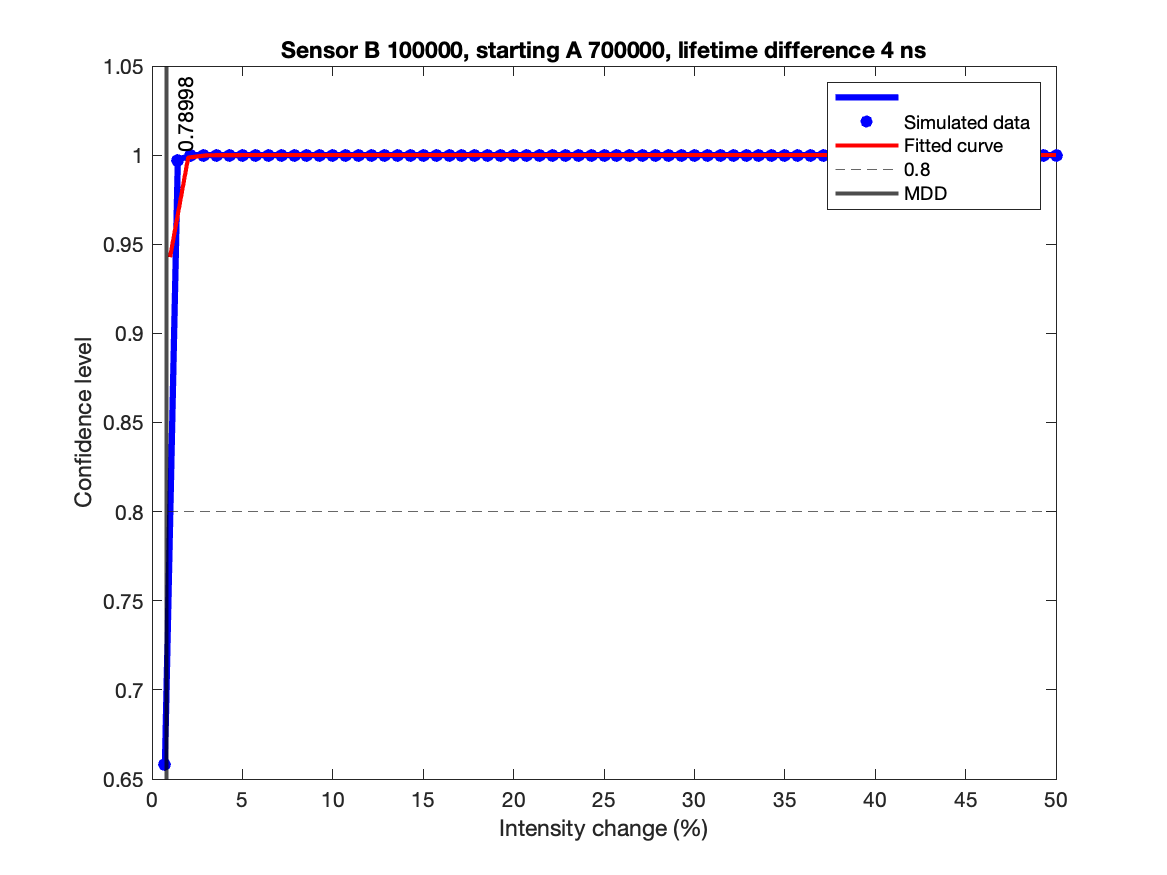 Sensor B 100000, starting A 700000, lifetime difference 4 ns
1.05
1
0.95
0.9
0.85
0.8
0.75
0.7
0.65
Confidence level
0.78998
Simulated data
Fitted curve
0.8
MDD
0 5 10 15 20 25 30 35 40 45 50
Intensity change (%)